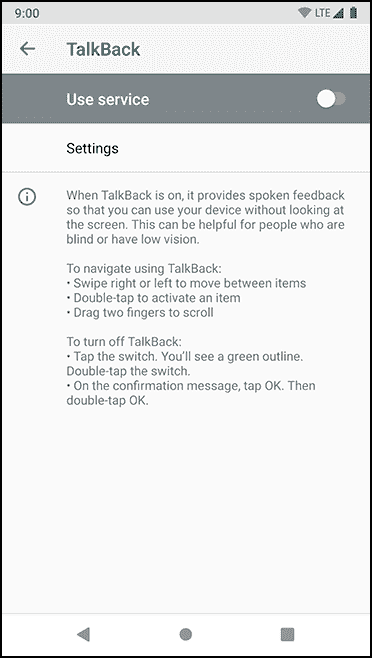 9:00 LTE
TalkBack
Use service
Settings
When TalkBack is on, it provides spoken feedback
so that you can use your device without looking at
the screen. This can be helpful for people who are
blind or have low vision.
To navigate using TalkBack:
• Swipe right or left to move between items
• Double-tap to activate an item
• Drag two fingers to scroll
To turn off TalkBack:
• Tap the switch. You'll see a green outline.
Double-tap the switch.
• On the confirmation message, tap OK. Then
double-tap OK.